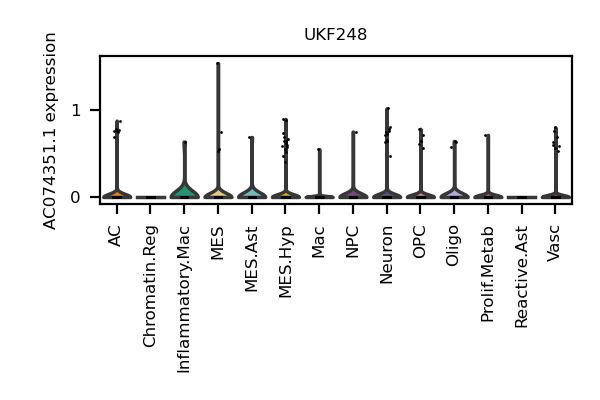 UKF248
AC074351.1 expression
1
0
AC
Chromatin.Reg
Inflammatory.Mac
MES
MES.Ast
MES.Hyp
Mac
NPC
Neuron
OPC
Oligo
Prolif.Metab
Reactive.Ast
Vasc